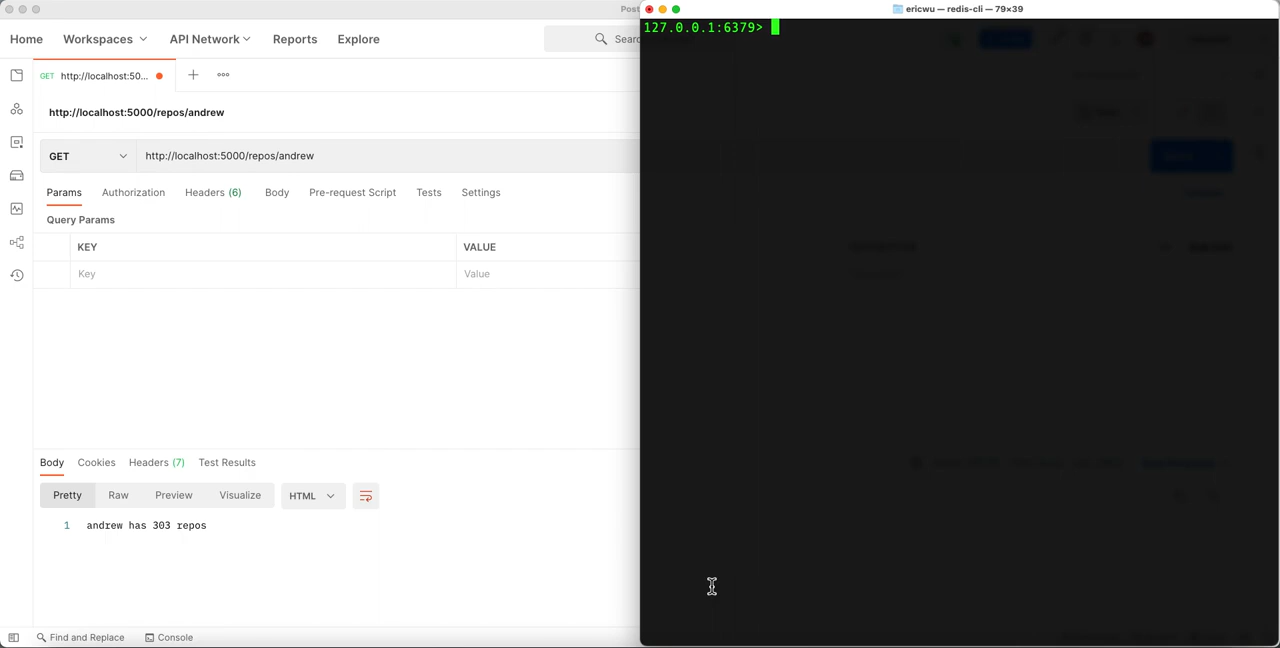 Post
Home Workspaces API Network Reports Explore
Searc
GET http://localhost:50... ooo
http://localhost:5000/repos/andrew
GET http://localhost:5000/repos/andrew
Params Authorization Headers (6) Body Pre-request Script Tests Settings
Query Params
KEY VALUE
Key Value
Body Cookies Headers (7) Test Results
Pretty Raw Preview Visualize HTML
1 andrew has 303 repos
Find and Replace Console
ericwu — redis-cli — 79×39
127.0.0.1:6379>